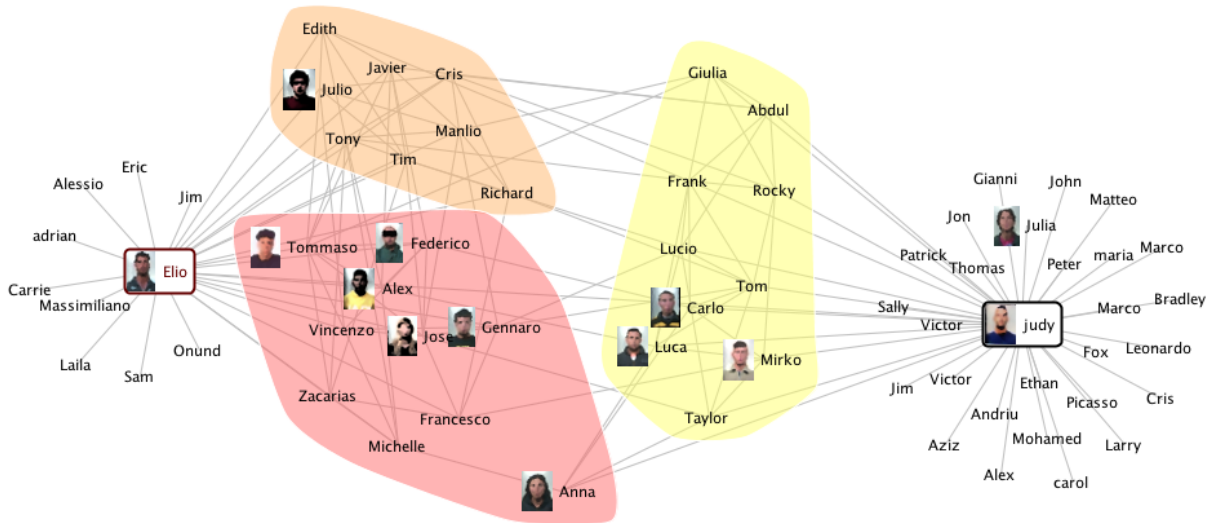 Edith
Javier
Cris
Julio
Tony
Manlio
Tim
Richard
Eric
Alessio
Jim
adrian
Elio
Carrie
Massimiliano
Laila
Sam
Onund
Tommaso
Federico
Alex
Vincenzo
Jose
Gennaro
Zacarias
Francesco
Michelle
Anna
Giulia
Abdul
Frank
Rocky
Lucio
Tom
Carlo
Luca
Mirko
Taylor
Gianni
John
Matteo
Jon
Julia
Patrick
Thomas
Peter
maria
Marco
Sally
Victor
judy
Marco
Bradley
Fox
Leonardo
Jim
Victor
Ethan
Picasso
Cris
Andriu
Aziz
Mohamed
Larry
Alex
carol